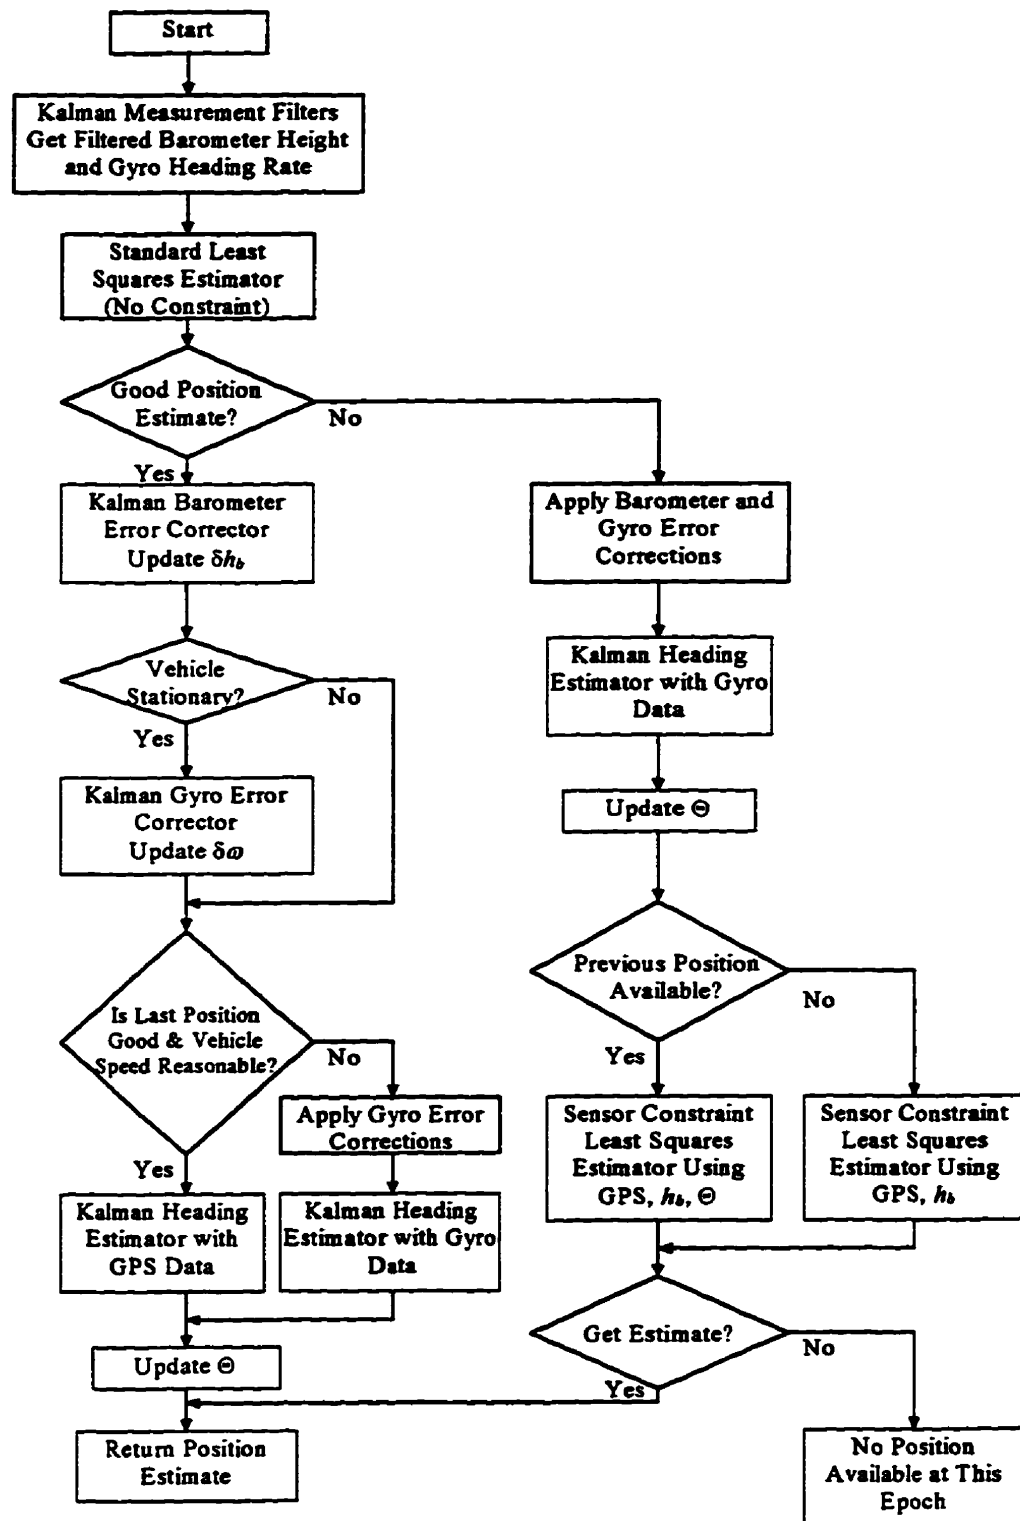 Start
Kalman Measurement Filters
Get Filtered Barometer Height
and Gyro Heading Rate
Standard Least
Squares Estimator
(No Constraint)
Good Position
Estimate?
No
Yes
Kalman Barometer
Error Corrector
Update δh_b
Apply Barometer and
Gyro Error
Corrections
Vehicle
Stationary?
No
Yes
Kalman Heading
Estimator with Gyro
Data
Kalman Gyro Error
Corrector
Update δϖ
Update Θ
Is Last Position
Good & Vehicle
Speed Reasonable?
No
Yes
Previous Position
Available?
No
Yes
Apply Gyro Error
Corrections
Sensor Constraint
Least Squares
Estimator Using
GPS, h_b, Θ
Sensor Constraint
Least Squares
Estimator Using
GPS, h_b
Kalman Heading
Estimator with
GPS Data
Kalman Heading
Estimator with Gyro
Data
Get Estimate?
No
Yes
Update Θ
Return Position
Estimate
No Position
Available at This
Epoch